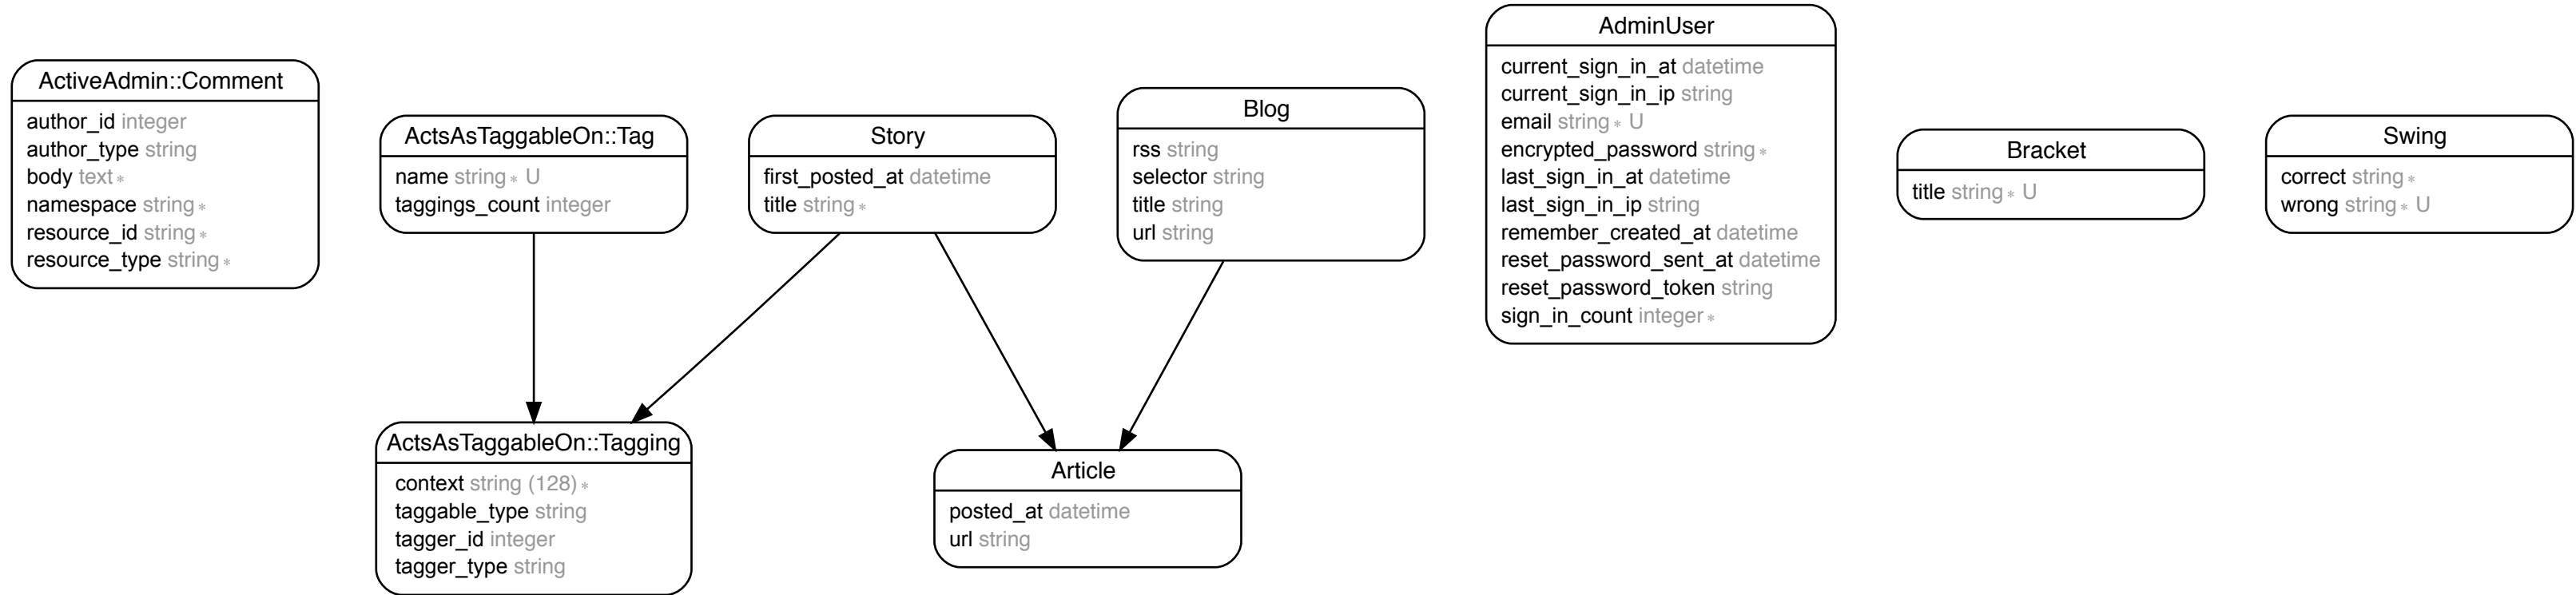 ActiveAdmin::Comment
author_id integer
author_type string
body text *
namespace string *
resource_id string *
resource_type string *
ActsAsTaggableOn::Tag
name string * U
taggings_count integer
Story
first_posted_at datetime
title string *
Blog
rss string
selector string
title string
url string
AdminUser
current_sign_in_at datetime
current_sign_in_ip string
email string * U
encrypted_password string *
last_sign_in_at datetime
last_sign_in_ip string
remember_created_at datetime
reset_password_sent_at datetime
reset_password_token string
sign_in_count integer *
Bracket
title string * U
Swing
correct string *
wrong string * U
ActsAsTaggableOn::Tagging
context string (128) *
taggable_type string
tagger_id integer
tagger_type string
Article
posted_at datetime
url string